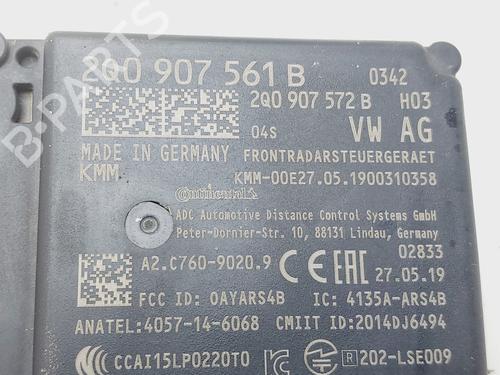 2Q0 907 561 B 0342
2Q0 907 572 B H03
04S VW AG
MADE IN GERMANY FRONTRADARSTEUERGERAET
KMM KMM-00E27.05.1900310358
Continental
ADC Automotive Distance Control Systems GmbH
Peter-Dornier-Str. 10, 88131 Lindau, Germany
02833
A2.C760-9020.9 CE EAC 27.05.19
FCC ID: OAYARS4B IC: 4135A-ARS4B
ANATEL:4057-14-6068 CMIIT ID:2014DJ6494
CCAI15LP0220T0 R 202-LSE009
B-PARTS